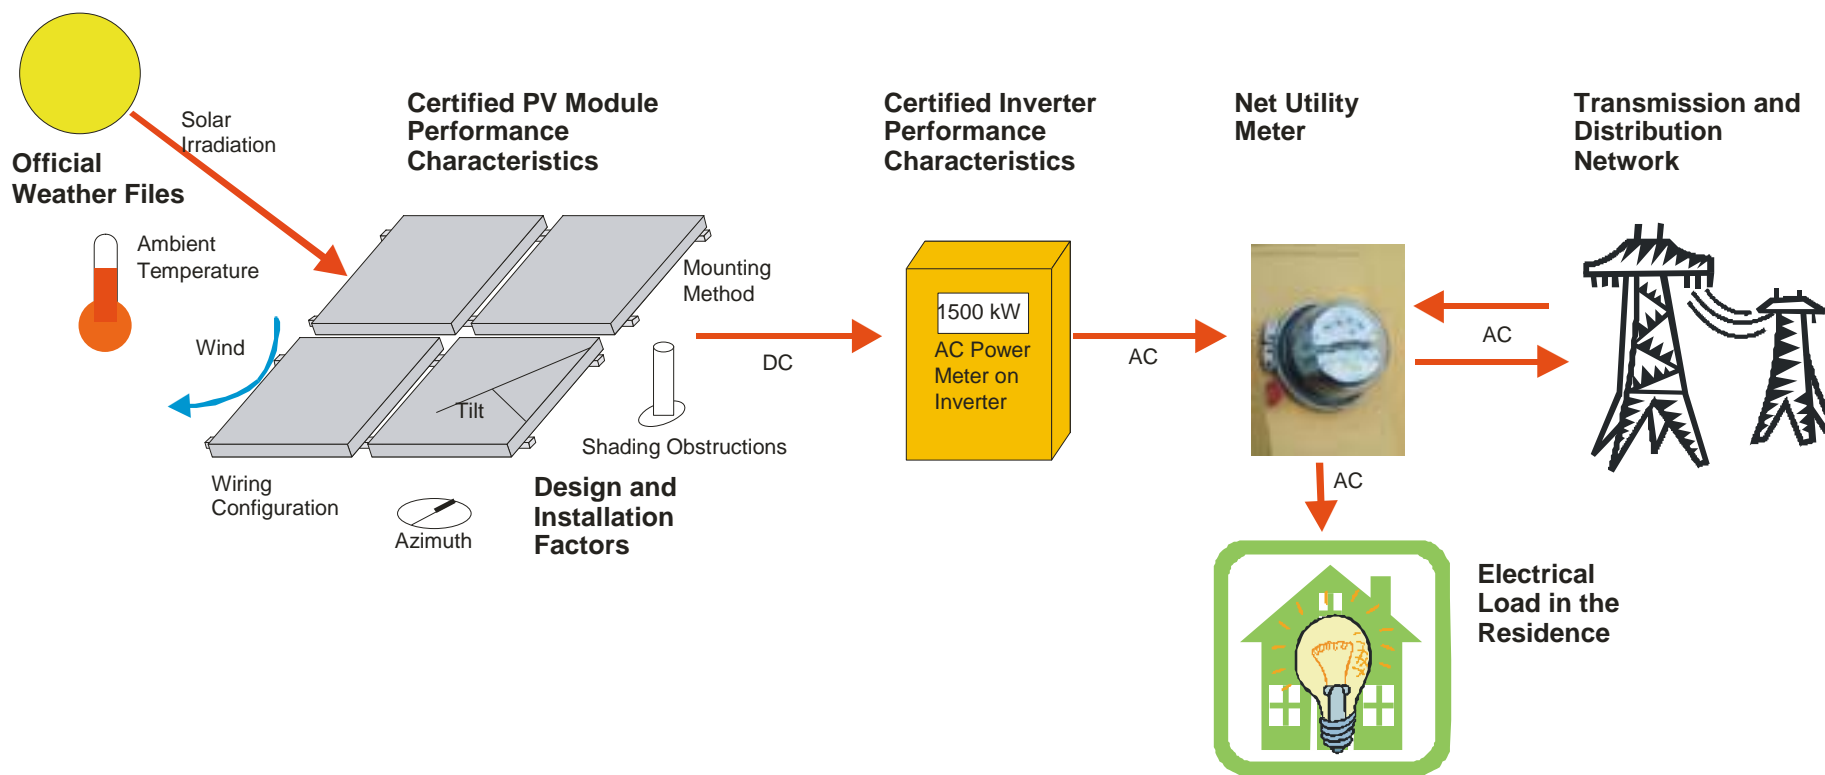 Solar
Irradiation
Official
Weather Files
Ambient
Temperature
Wind
Certified PV Module
Performance
Characteristics
Mounting
Method
Tilt
Shading Obstructions
Wiring
Configuration
Azimuth
Design and
Installation
Factors
DC
Certified Inverter
Performance
Characteristics
1500 kW
AC Power
Meter on
Inverter
AC
Net Utility
Meter
AC
Transmission and
Distribution
Network
AC
Electrical
Load in the
Residence